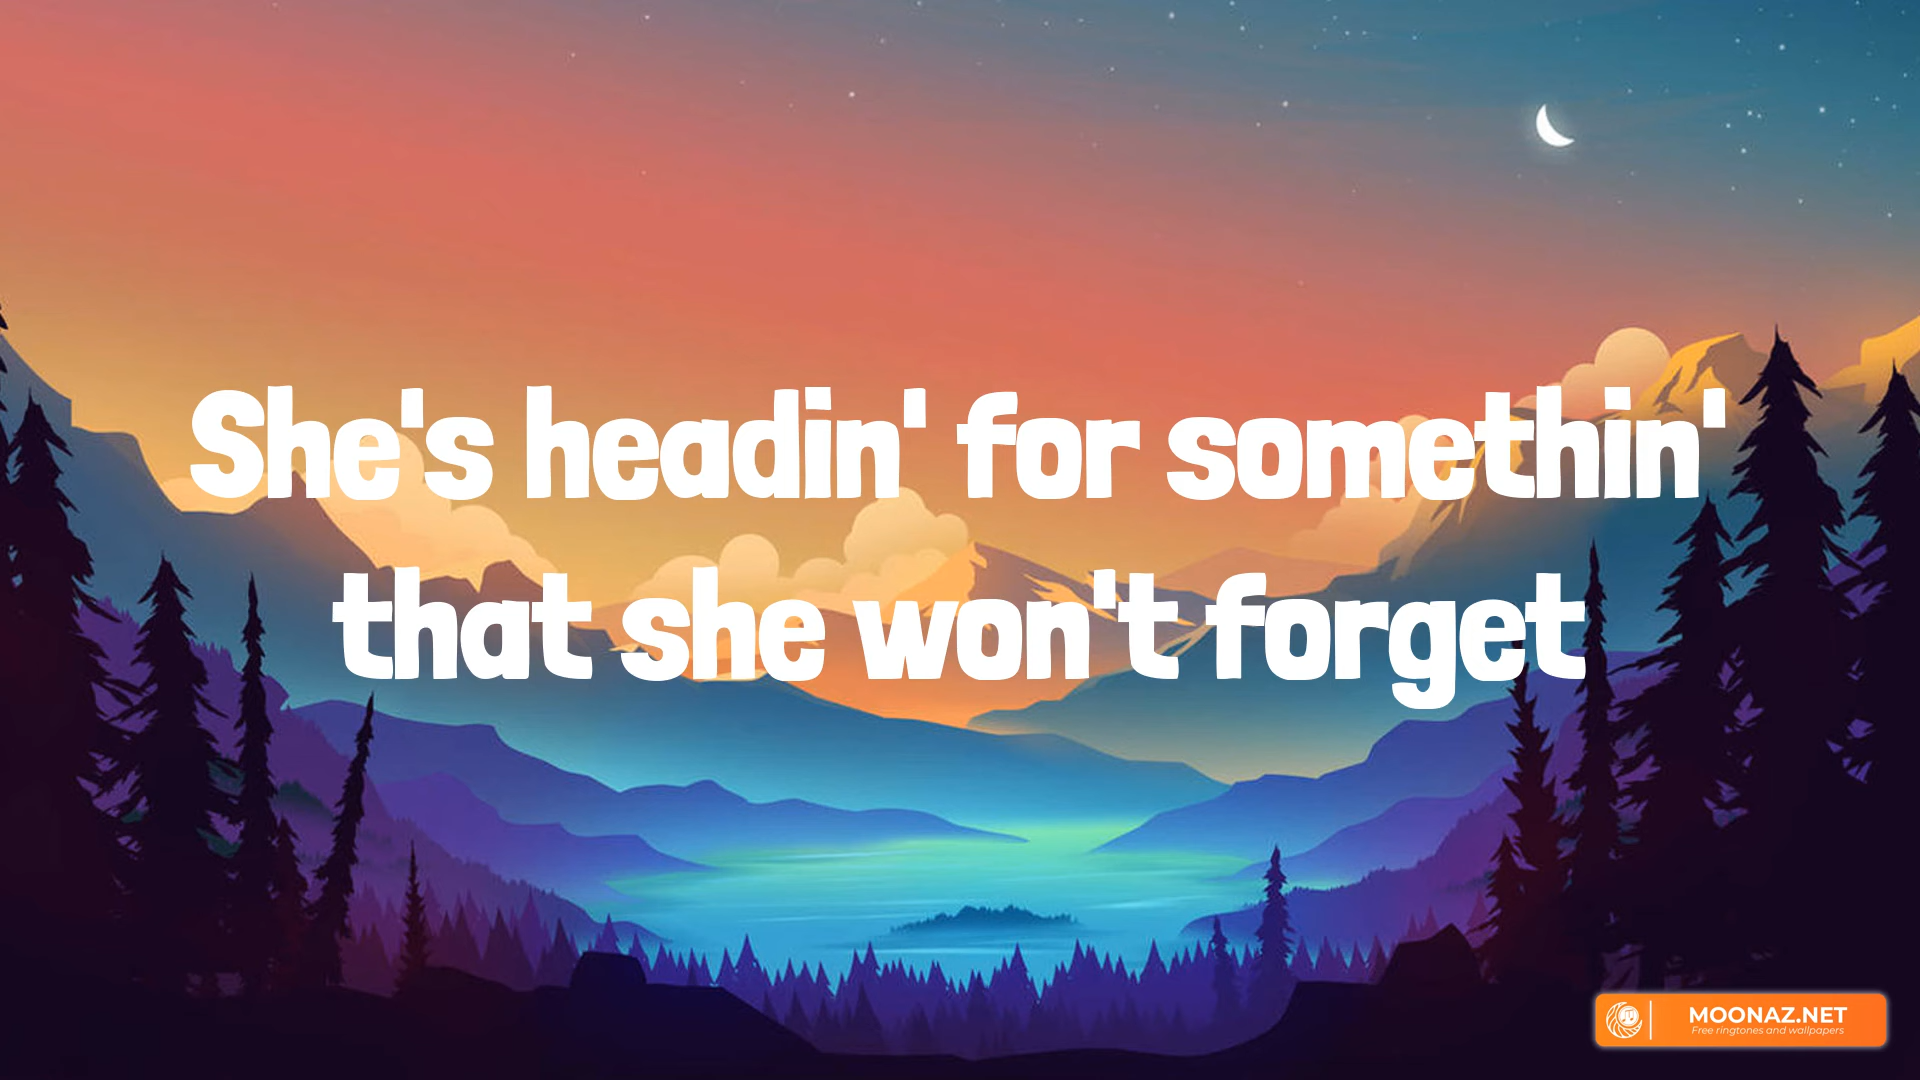 She's headin' for somethin'
that she won't forget
MOONAZ.NET
Free ringtones and wallpapers